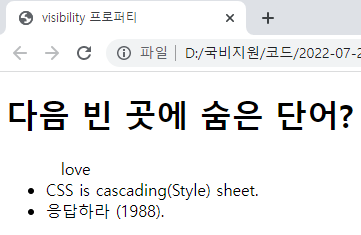 visibility 프로퍼티
파일 | D:/국비지원/코드/2022-07-2
다음 빈 곳에 숨은 단어?
love
CSS is cascading(Style) sheet.
응답하라 (1988).